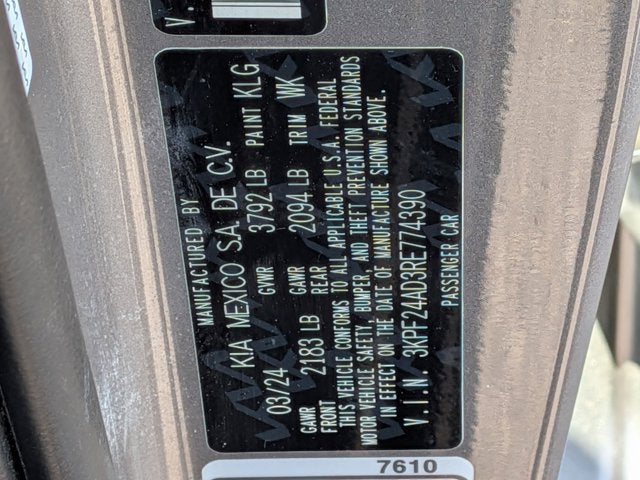 V.
MANUFACTURED BY
KIA MEXICO S.A. DE C.V.
03/24 GVWR 3792 LB PAINT KLG
2183 LB GAWR 2094 LB TRIM WK
GAWR FRONT REAR
THIS VEHICLE CONFORMS TO ALL APPLICABLE U.S.A. FEDERAL
MOTOR VEHICLE SAFETY, BUMPER, AND THEFT PREVENTION STANDARDS
IN EFFECT ON THE DATE OF MANUFACTURE SHOWN ABOVE.
V.I.N. 3KPF24AD3RE774390
PASSENGER CAR
7610